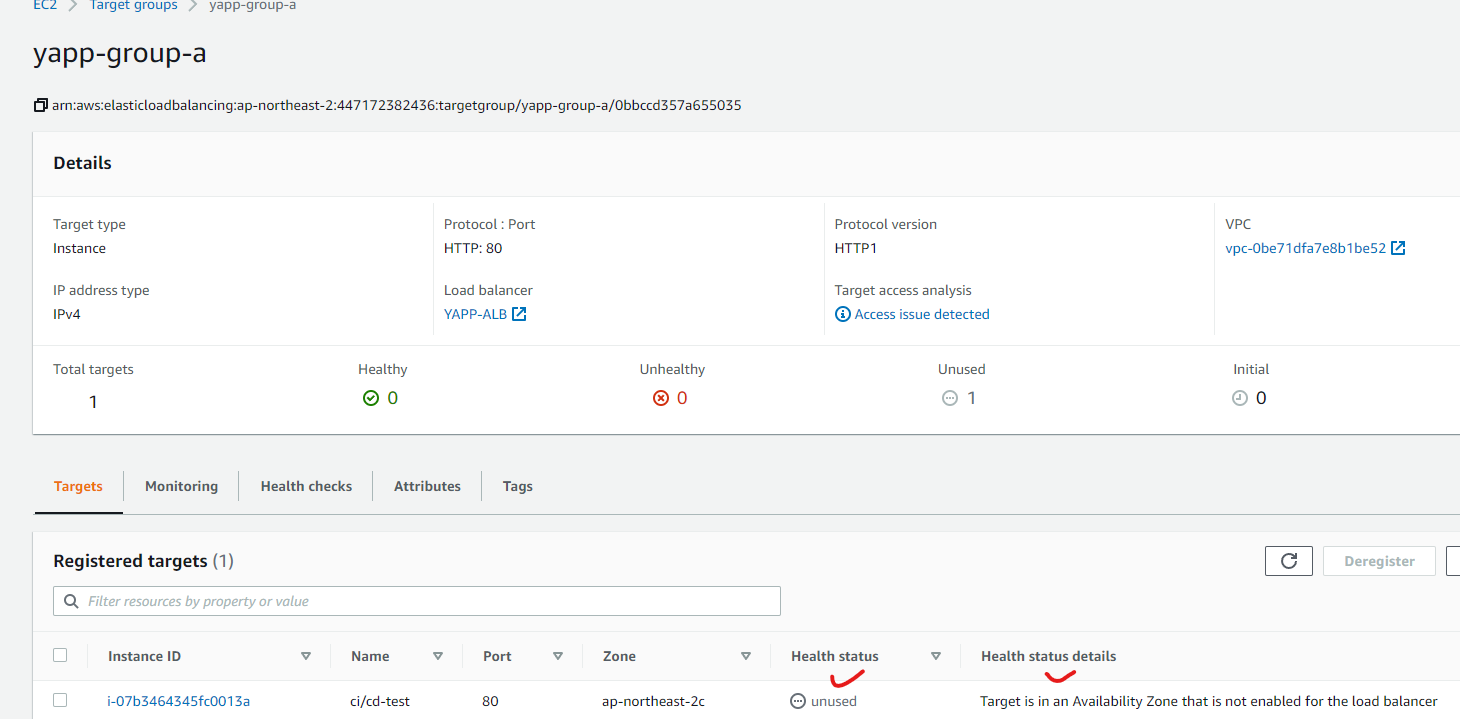 EC2 > Target groups > yapp-group-a
yapp-group-a
arn:aws:elasticloadbalancing:ap-northeast-2:447172382436:targetgroup/yapp-group-a/0bbccd357a655035
Details
Target type
Instance
Protocol : Port
HTTP: 80
Protocol version
HTTP1
VPC
vpc-0be71dfa7e8b1be52
IP address type
IPv4
Load balancer
YAPP-ALB
Target access analysis
Access issue detected
Total targets
1
Healthy
0
Unhealthy
0
Unused
1
Initial
0
Targets
Monitoring
Health checks
Attributes
Tags
Registered targets (1)
Deregister
Filter resources by property or value
Instance ID
Name
Port
Zone
Health status
Health status details
i-07b3464345fc0013a
ci/cd-test
80
ap-northeast-2c
unused
Target is in an Availability Zone that is not enabled for the load balancer